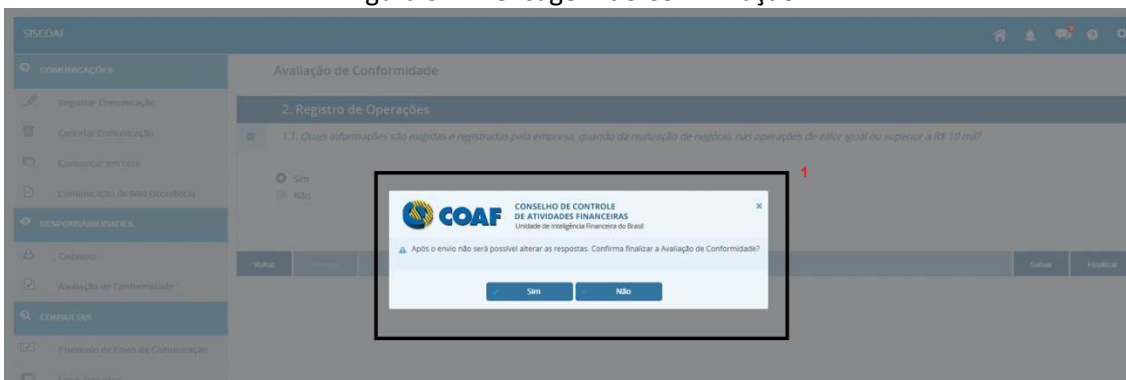 SISCOAF
COMUNICAÇÕES
Registrar Comunicação
Cancelar Comunicação
Comunicar em Lote
Comunicação de Não Ocorrência
RESPONSABILIDADES
Cadastro
Avaliação de Conformidade
CONSULTAS
Protocolo de Envio de Comunicação
Avaliação de Conformidade
2. Registro de Operações
1.1. Quais informações são exigidas e registradas pela empresa, quando da realização de negócio, nas operações de valor igual ou superior a R$ 10 mil?
Sim
Não
1
COAF
CONSELHO DE CONTROLE
DE ATIVIDADES FINANCEIRAS
Unidade de Inteligência Financeira do Brasil
Após o envio não será possível alterar as respostas. Confirma finalizar a Avaliação de Conformidade?
Sim Não
Voltar
Salvar Finalizar